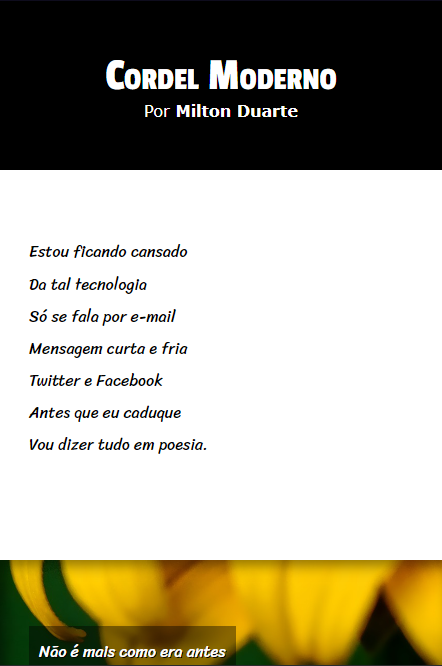 Cordel Moderno
Por Milton Duarte
Estou ficando cansado
Da tal tecnologia
Só se fala por e-mail
Mensagem curta e fria
Twitter e Facebook
Antes que eu caduque
Vou dizer tudo em poesia.
Não é mais como era antes